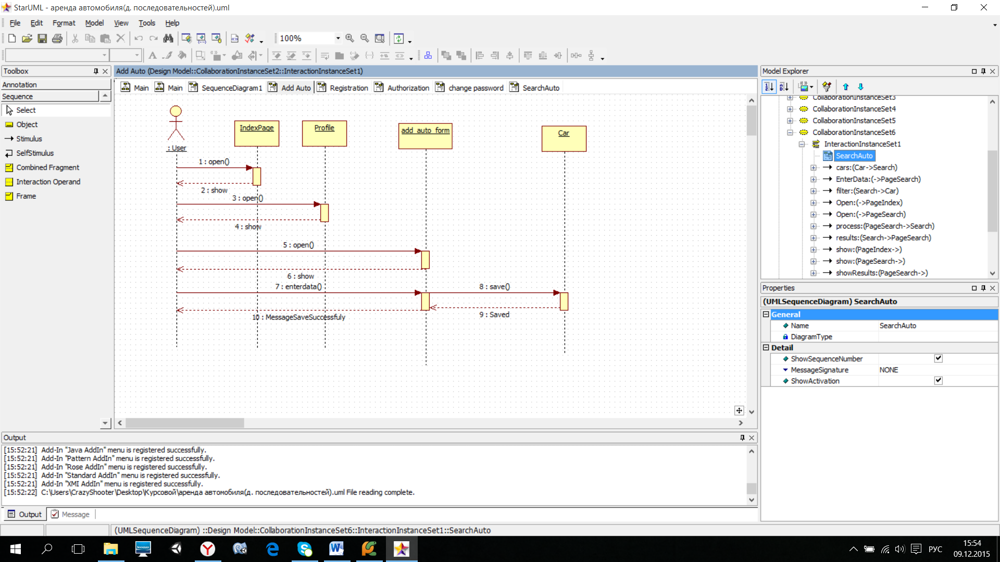 StarUML - аренда автомобиля(д. последовательностей).uml
File Edit Format Model View Tools Help
100%
Toolbox
Annotation
Sequence
Select
Object
Stimulus
SelfStimulus
Combined Fragment
Interaction Operand
Frame
Add Auto (Design Model::CollaborationInstanceSet2::InteractionInstanceSet1)
Main Main SequenceDiagram1 Add Auto Registration Authorization change password SearchAuto
: User
IndexPage
Profile
add_auto_form
Car
1 : open()
2 : show
3 : open()
4 : show
5 : open()
6 : show
7 : enterdata()
8 : save()
9 : Saved
10 : MessageSaveSuccessfuly
Model Explorer
CollaborationInstanceSet3
CollaborationInstanceSet4
CollaborationInstanceSet5
CollaborationInstanceSet6
InteractionInstanceSet1
SearchAuto
cars:(Car->Search)
EnterData:(->PageSearch)
filter:(Search->Car)
Open:(->PageIndex)
Open:(->PageSearch)
process:(PageSearch->Search)
results:(Search->PageSearch)
show:(PageIndex->)
show:(PageSearch->)
showResults:(PageSearch->)
Properties
(UMLSequenceDiagram) SearchAuto
General
Name SearchAuto
DiagramType
Detail
ShowSequenceNumber
MessageSignature NONE
ShowActivation
Output
[15:52:21] Add-In "Java AddIn" menu is registered successfully.
[15:52:21] Add-In "Pattern AddIn" menu is registered successfully.
[15:52:21] Add-In "Rose AddIn" menu is registered successfully.
[15:52:21] Add-In "Standard AddIn" menu is registered successfully.
[15:52:21] Add-In "XMI AddIn" menu is registered successfully.
[15:52:22] C:\Users\CrazyShooter\Desktop\Курсовой\аренда автомобиля(д. последовательностей).uml File reading complete.
Output Message
(UMLSequenceDiagram) ::Design Model::CollaborationInstanceSet6::InteractionInstanceSet1::SearchAuto
РУС
15:54
09.12.2015